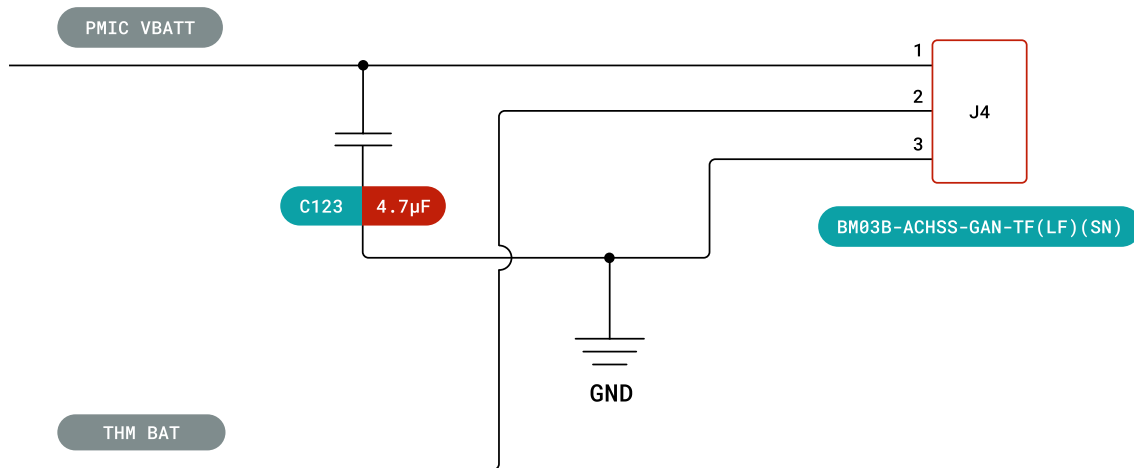 PMIC VBATT
1
2
3
J4
C123
4.7µF
BM03B-ACHSS-GAN-TF(LF)(SN)
GND
THM BAT